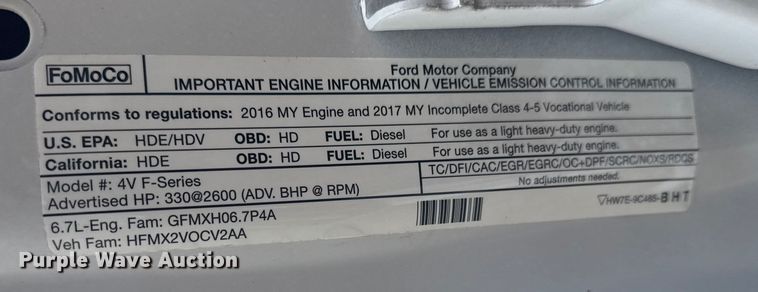 FoMoCo
Ford Motor Company
IMPORTANT ENGINE INFORMATION / VEHICLE EMISSION CONTROL INFORMATION
Conforms to regulations: 2016 MY Engine and 2017 MY Incomplete Class 4-5 Vocational Vehicle
U.S. EPA: HDE/HDV OBD: HD FUEL: Diesel For use as a light heavy-duty engine.
California: HDE OBD: HD FUEL: Diesel For use as a light heavy-duty engine.
Model #: 4V F-Series
TC/DFI/CAC/EGR/EGRC/OC+DPF/SCRC/NOXS/RDQS
Advertised HP: 330@2600 (ADV. BHP @ RPM)
No adjustments needed.
6.7L-Eng. Fam: GFMXH06.7P4A
HW7E-9C485-BHT
Veh Fam: HFMX2VOCV2AA
Purple Wave Auction